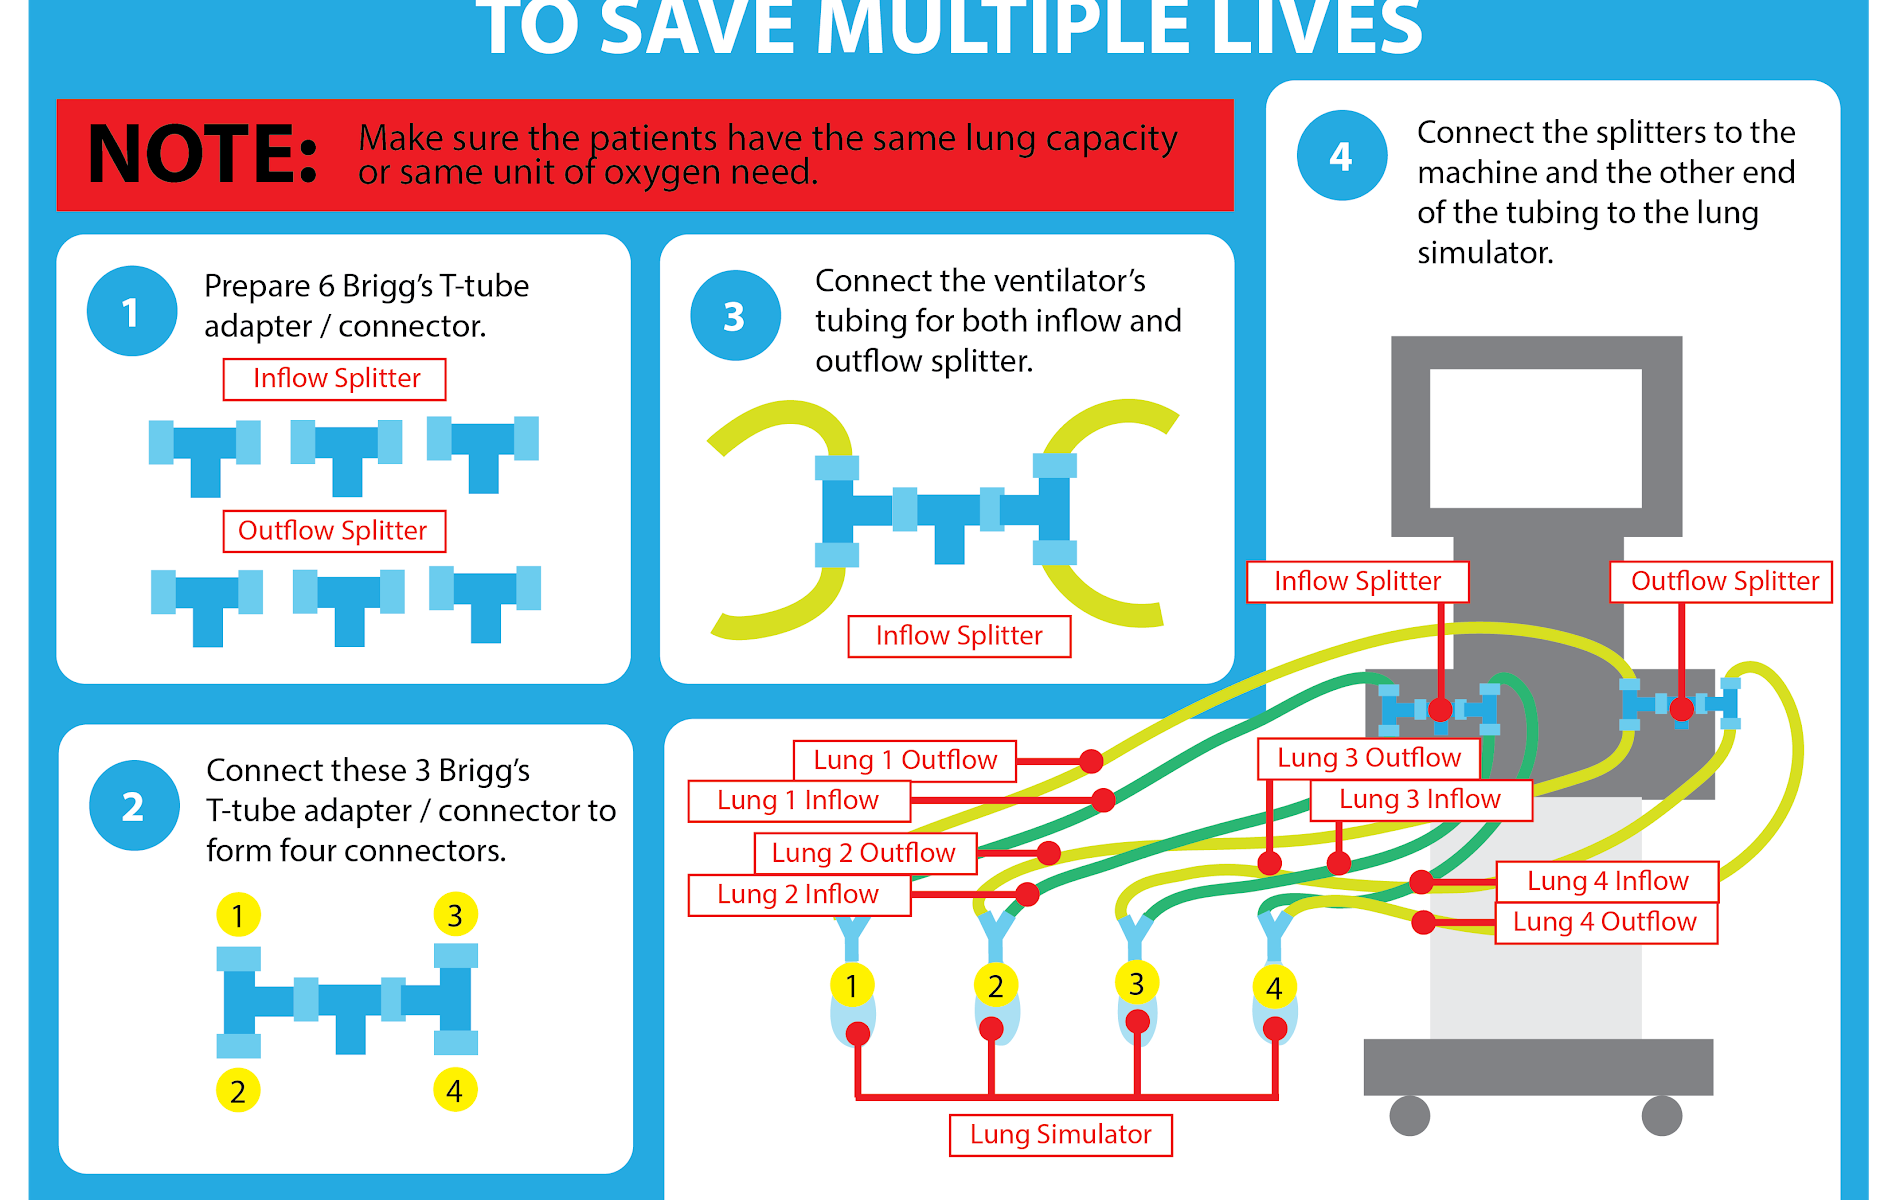 TO SAVE MULTIPLE LIVES
NOTE:
Make sure the patients have the same lung capacity
or same unit of oxygen need.
1
Prepare 6 Brigg's T-tube
adapter / connector.
Inflow Splitter
Outflow Splitter
2
Connect these 3 Brigg's
T-tube adapter / connector to
form four connectors.
1
3
2
4
3
Connect the ventilator's
tubing for both inflow and
outflow splitter.
Inflow Splitter
4
Connect the splitters to the
machine and the other end
of the tubing to the lung
simulator.
Inflow Splitter
Outflow Splitter
Lung 1 Outflow
Lung 1 Inflow
Lung 2 Outflow
Lung 2 Inflow
Lung 3 Outflow
Lung 3 Inflow
Lung 4 Inflow
Lung 4 Outflow
1
2
3
4
Lung Simulator